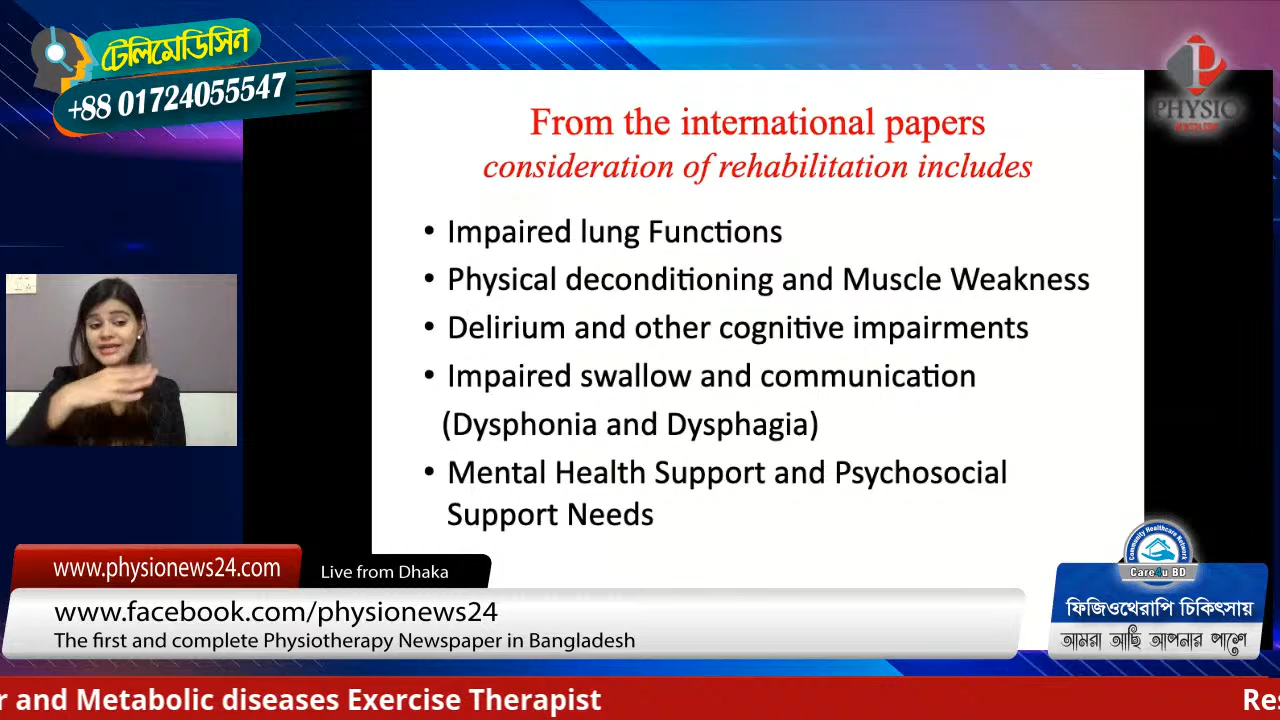 টেলিমেডিসিন
+88 01724055547
PHYSIO
From the international papers
consideration of rehabilitation includes
• Impaired lung Functions
• Physical deconditioning and Muscle Weakness
• Delirium and other cognitive impairments
• Impaired swallow and communication
(Dysphonia and Dysphagia)
• Mental Health Support and Psychosocial
Support Needs
www.physionews24.com
Live from Dhaka
www.facebook.com/physionews24
The first and complete Physiotherapy Newspaper in Bangladesh
Community Healthcare Network
Care4u BD
ফিজিওথেরাপি চিকিৎসায়
আমরা আছি আপনার পাশে
r and Metabolic diseases Exercise Therapist
Res